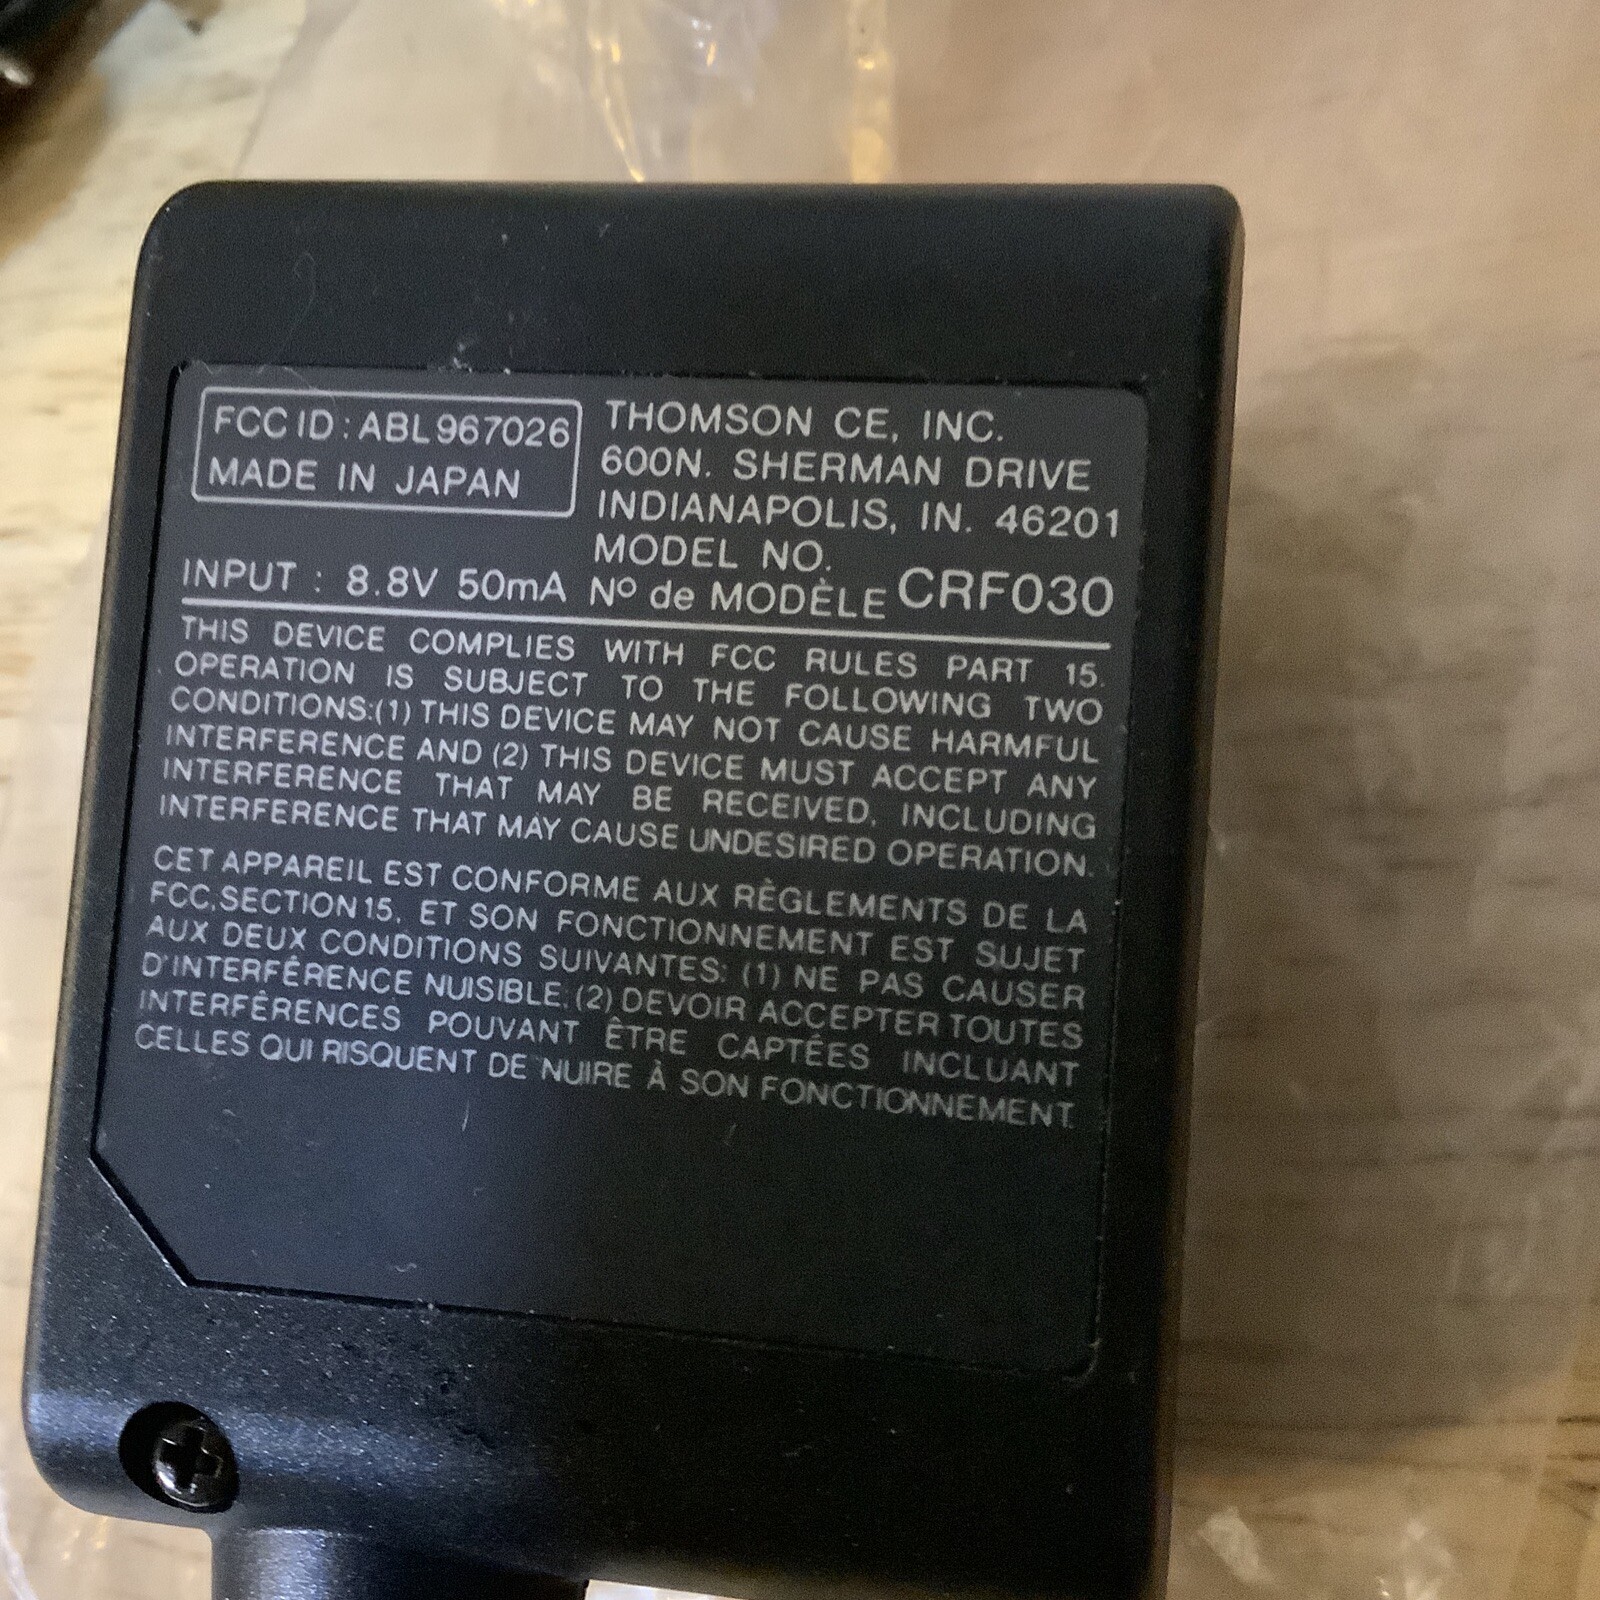 FCC ID : ABL967026
MADE IN JAPAN
THOMSON CE, INC.
600N. SHERMAN DRIVE
INDIANAPOLIS, IN. 46201
MODEL NO.
INPUT : 8.8V 50mA
Nº de MODÈLE CRF030
THIS DEVICE COMPLIES WITH FCC RULES PART 15.
OPERATION IS SUBJECT TO THE FOLLOWING TWO
CONDITIONS:(1) THIS DEVICE MAY NOT CAUSE HARMFUL
INTERFERENCE AND (2) THIS DEVICE MUST ACCEPT ANY
INTERFERENCE THAT MAY BE RECEIVED, INCLUDING
INTERFERENCE THAT MAY CAUSE UNDESIRED OPERATION.
CET APPAREIL EST CONFORME AUX RÈGLEMENTS DE LA
FCC,SECTION 15, ET SON FONCTIONNEMENT EST SUJET
AUX DEUX CONDITIONS SUIVANTES: (1) NE PAS CAUSER
D'INTERFÉRENCE NUISIBLE, (2) DEVOIR ACCEPTER TOUTES
INTERFÉRENCES POUVANT ÊTRE CAPTÉES INCLUANT
CELLES QUI RISQUENT DE NUIRE À SON FONCTIONNEMENT.